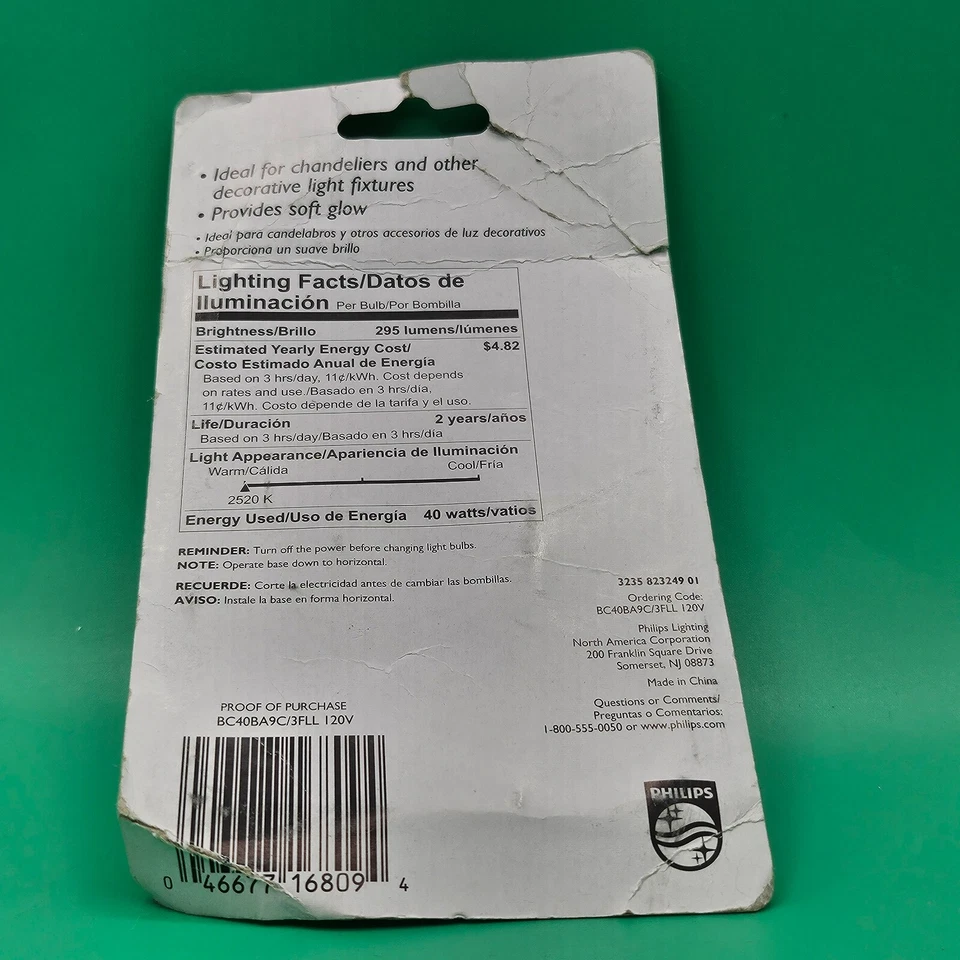 • Ideal for chandeliers and other
decorative light fixtures
• Provides soft glow
• Ideal para candelabros y otros accesorios de luz decorativos
• Proporciona un suave brillo
Lighting Facts/Datos de
Iluminación Per Bulb/Por Bombilla
Brightness/Brillo 295 lumens/lúmenes
Estimated Yearly Energy Cost/ $4.82
Costo Estimado Anual de Energía
Based on 3 hrs/day, 11¢/kWh. Cost depends
on rates and use./Basado en 3 hrs/día,
11¢/kWh. Costo depende de la tarifa y el uso.
Life/Duración 2 years/años
Based on 3 hrs/day/Basado en 3 hrs/día
Light Appearance/Apariencia de Iluminación
Warm/Cálida Cool/Fría
2520 K
Energy Used/Uso de Energía 40 watts/vatios
REMINDER: Turn off the power before changing light bulbs.
NOTE: Operate base down to horizontal.
RECUERDE: Corte la electricidad antes de cambiar las bombillas.
AVISO: Instale la base en forma horizontal.
3235 823249 01
Ordering Code:
BC40BA9C/3FLL 120V
Philips Lighting
North America Corporation
200 Franklin Square Drive
Somerset, NJ 08873
Made in China
Questions or Comments/
Preguntas o Comentarios:
1-800-555-0050 or www.philips.com
PROOF OF PURCHASE
BC40BA9C/3FLL 120V
0 46677 16809 4
PHILIPS